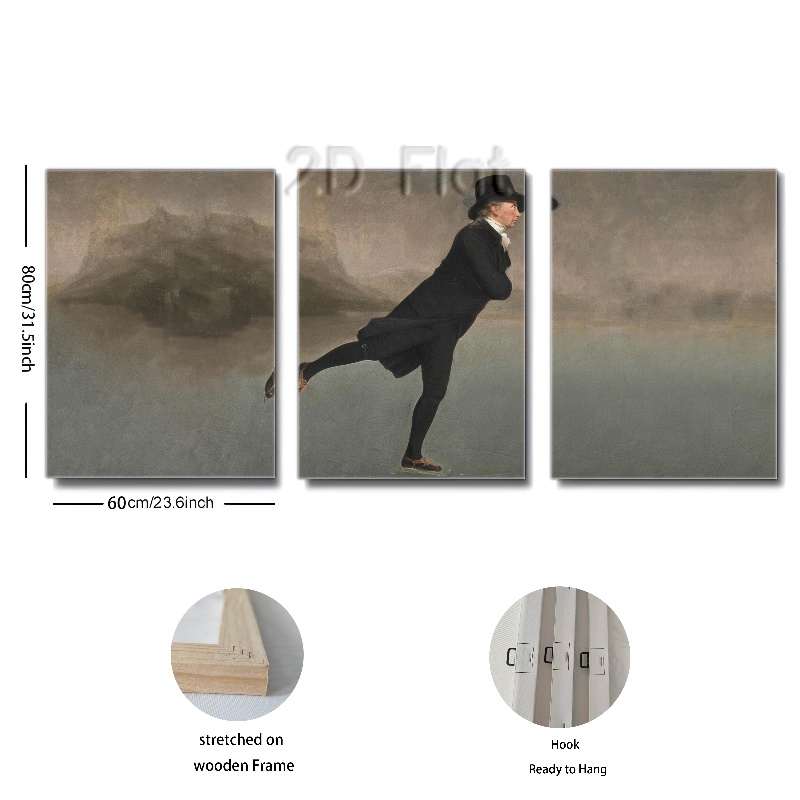 2D Flat
80cm/31.5inch
60cm/23.6inch
stretched on
wooden Frame
Hook
Ready to Hang